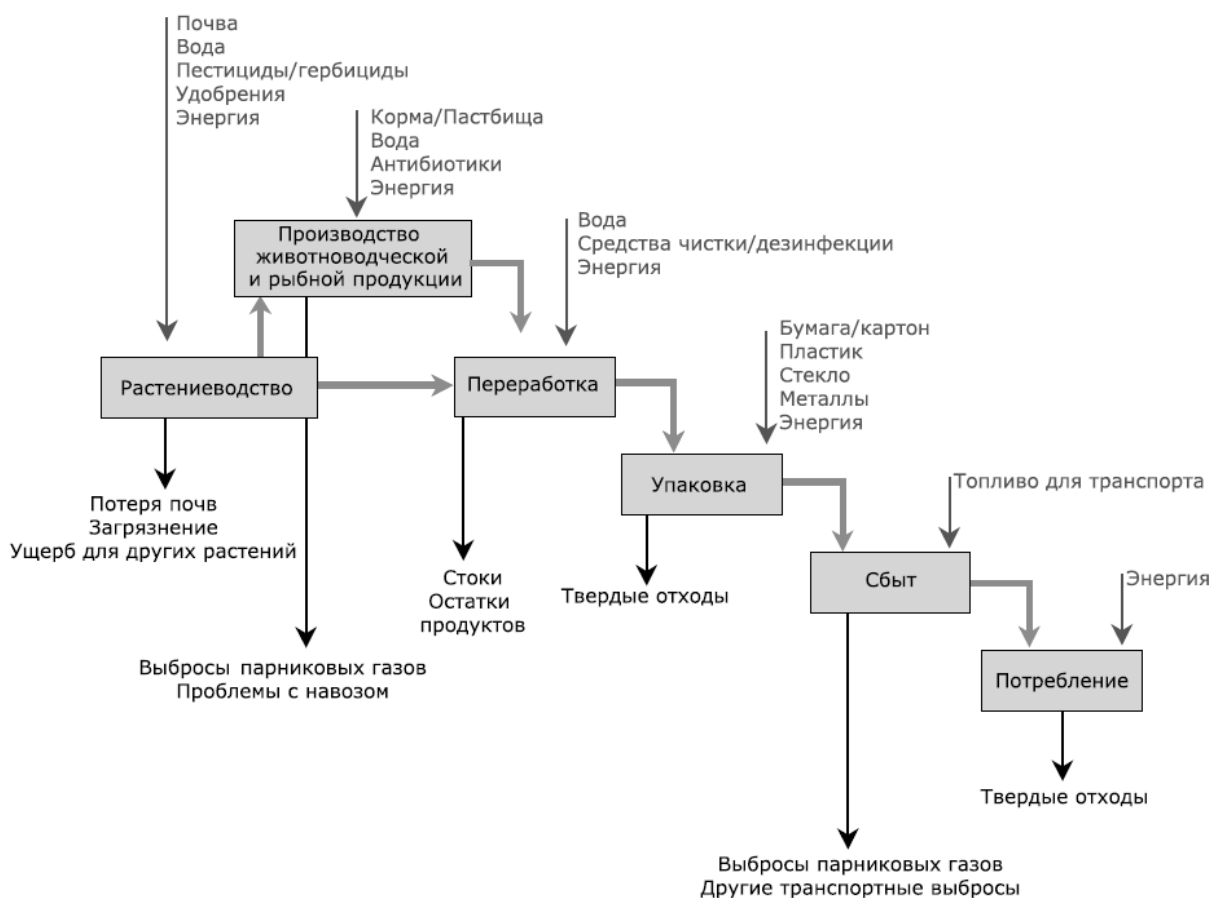 Почва
Вода
Пестициды/гербициды
Удобрения
Энергия
Корма/Пастбища
Вода
Антибиотики
Энергия
Вода
Средства чистки/дезинфекции
Энергия
Производство
животноводческой
и рыбной продукции
Бумага/картон
Пластик
Стекло
Металлы
Энергия
Растениеводство
Переработка
Упаковка
Топливо для транспорта
Потеря почв
Загрязнение
Ущерб для других растений
Стоки
Остатки
продуктов
Твердые отходы
Сбыт
Энергия
Выбросы парниковых газов
Проблемы с навозом
Потребление
Твердые отходы
Выбросы парниковых газов
Другие транспортные выбросы